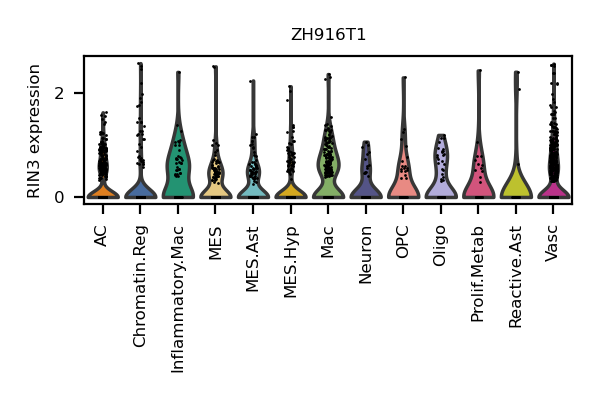 ZH916T1
RIN3 expression
2
0
AC
Chromatin.Reg
Inflammatory.Mac
MES
MES.Ast
MES.Hyp
Mac
Neuron
OPC
Oligo
Prolif.Metab
Reactive.Ast
Vasc